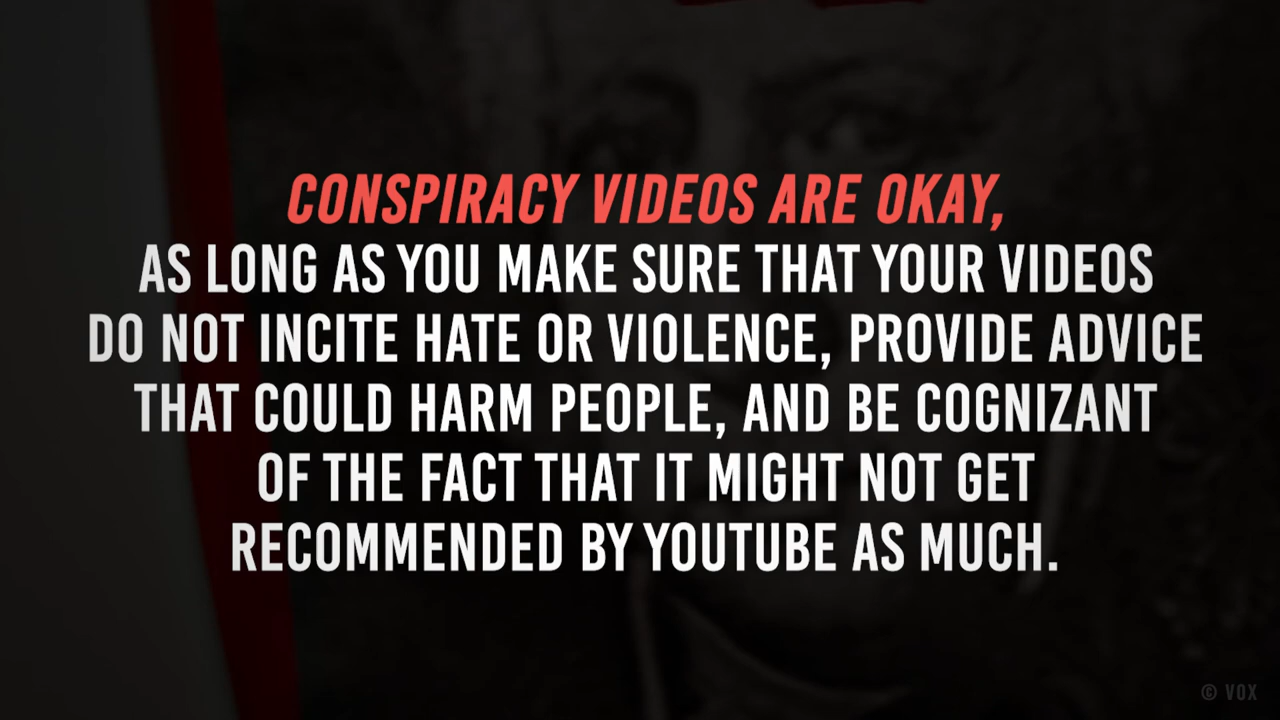 CONSPIRACY VIDEOS ARE OKAY,
AS LONG AS YOU MAKE SURE THAT YOUR VIDEOS
DO NOT INCITE HATE OR VIOLENCE, PROVIDE ADVICE
THAT COULD HARM PEOPLE, AND BE COGNIZANT
OF THE FACT THAT IT MIGHT NOT GET
RECOMMENDED BY YOUTUBE AS MUCH.
© VOX